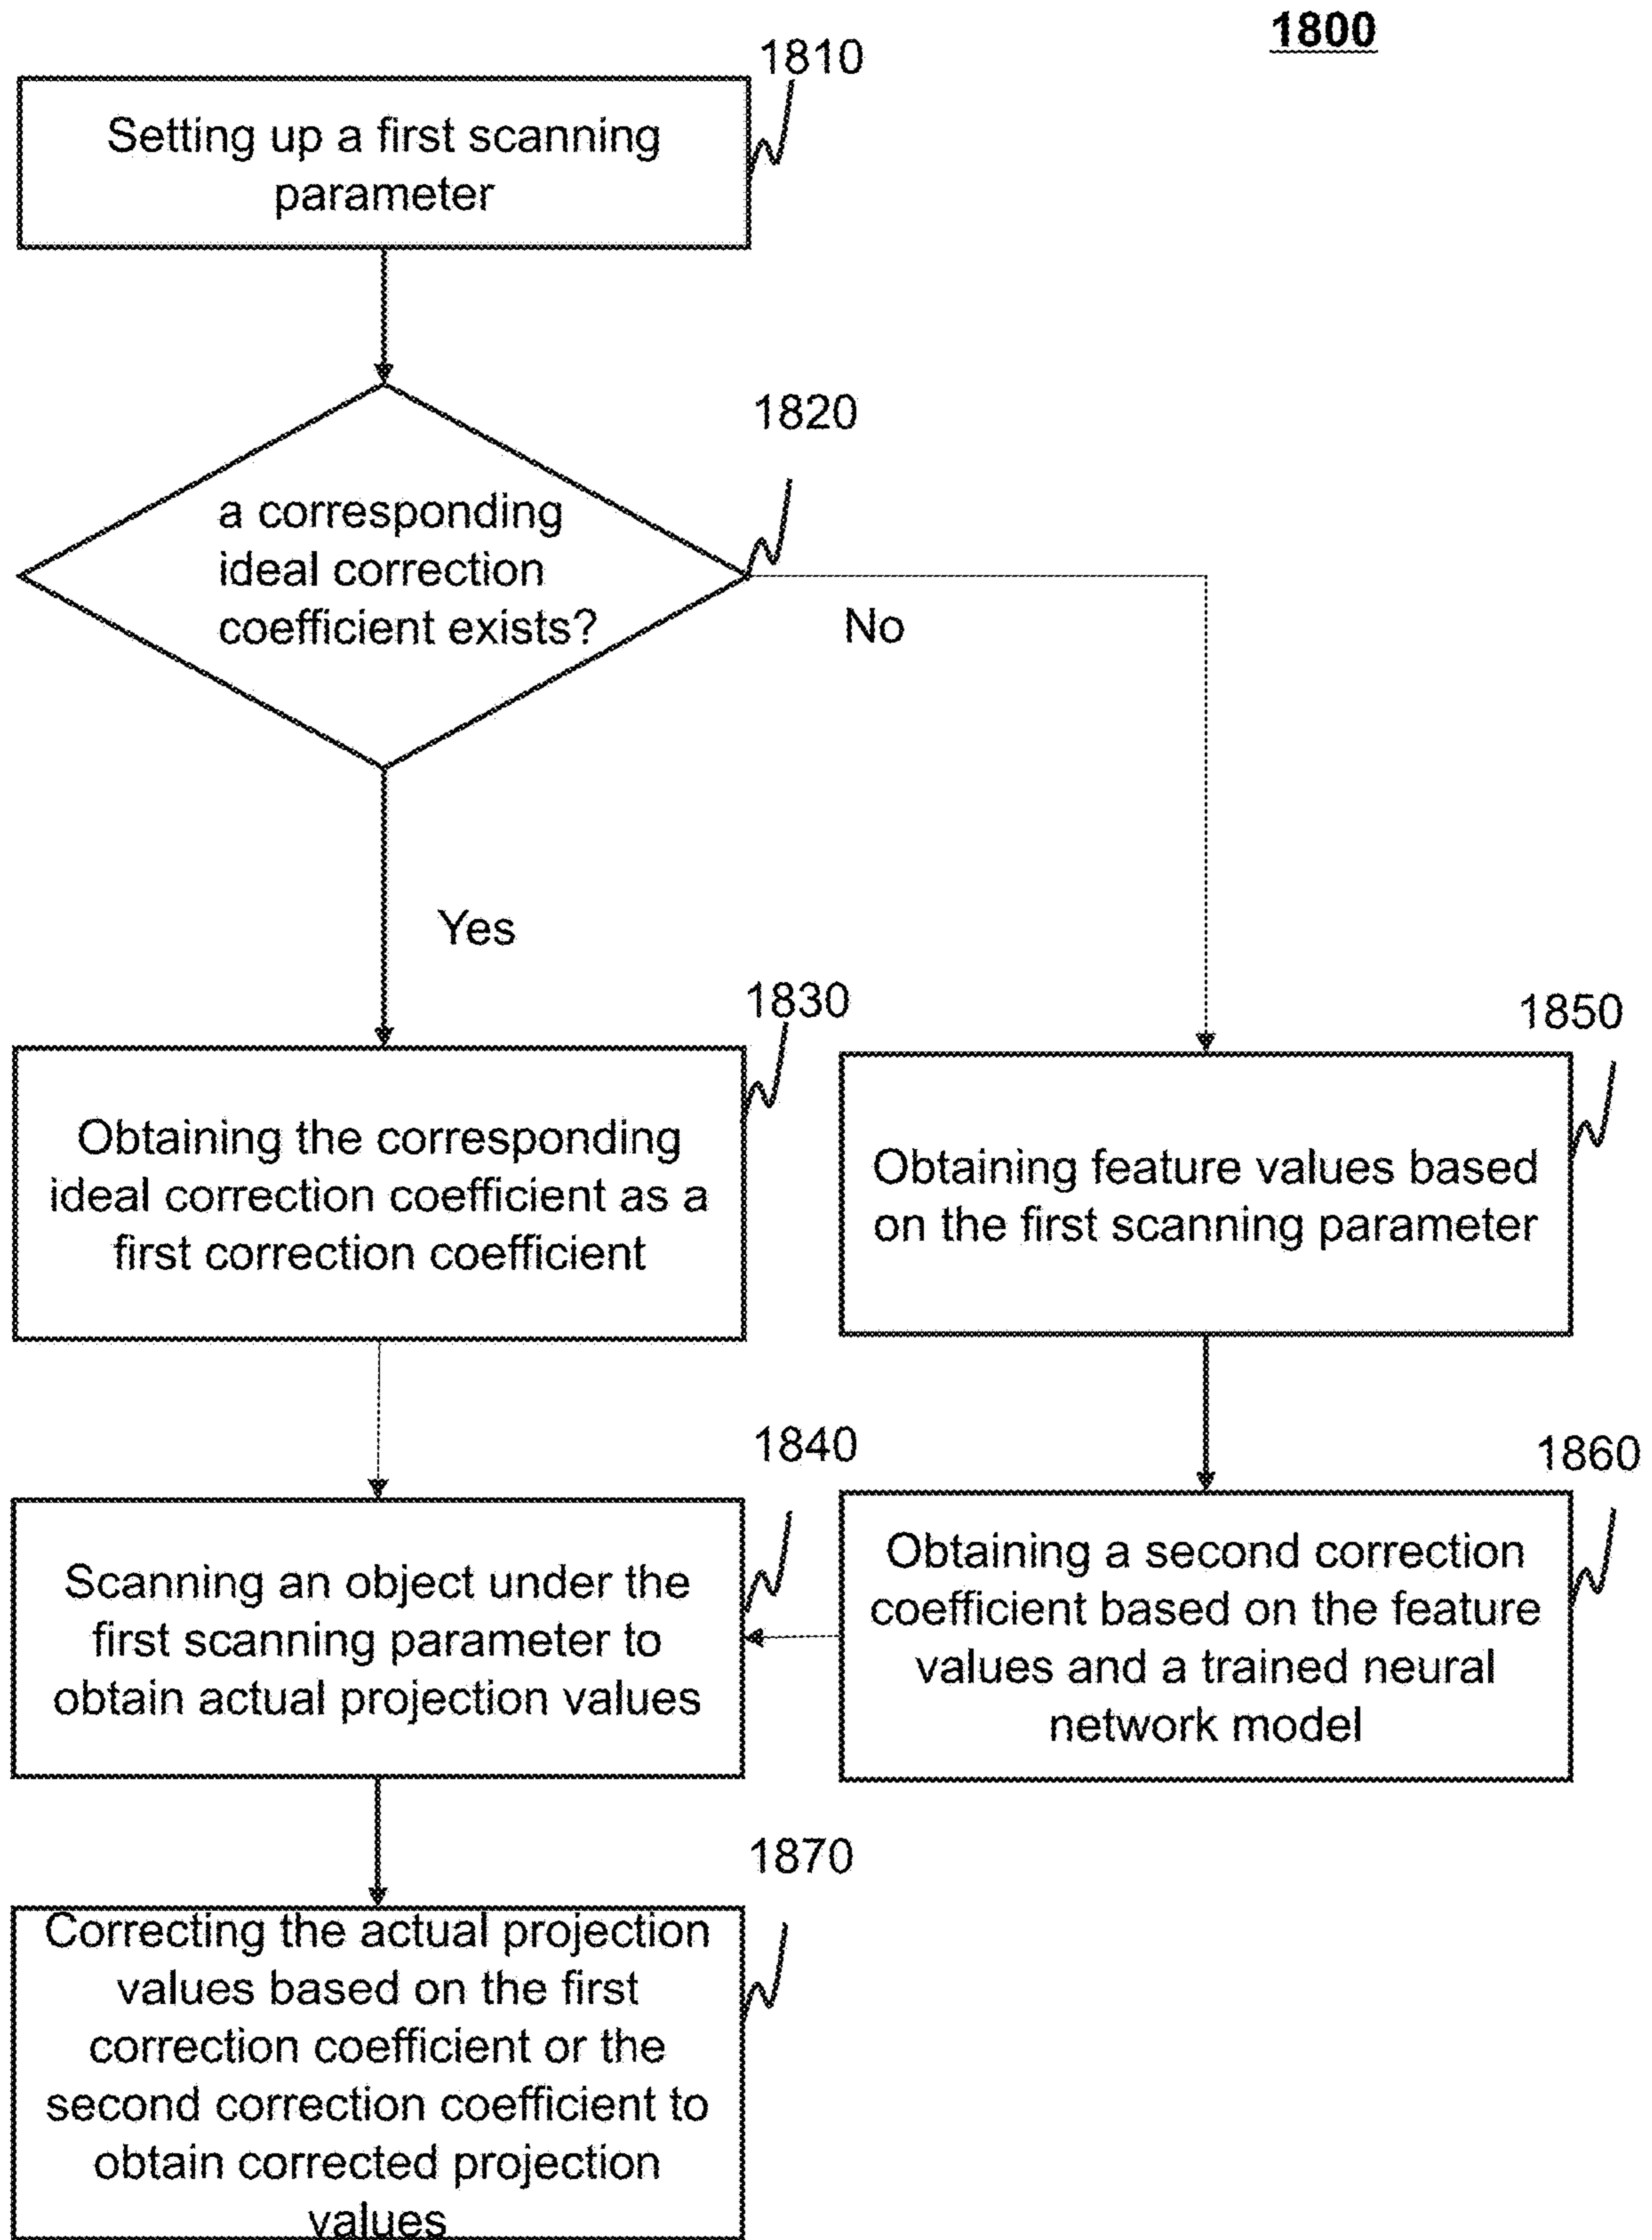 1800
1810
Setting up a first scanning
parameter
1820
a corresponding
ideal correction
coefficient exists?
No
Yes
1830
Obtaining the corresponding
ideal correction coefficient as a
first correction coefficient
1850
Obtaining feature values based
on the first scanning parameter
1840
Scanning an object under the
first scanning parameter to
obtain actual projection values
1860
Obtaining a second correction
coefficient based on the feature
values and a trained neural
network model
1870
Correcting the actual projection
values based on the first
correction coefficient or the
second correction coefficient to
obtain corrected projection
values